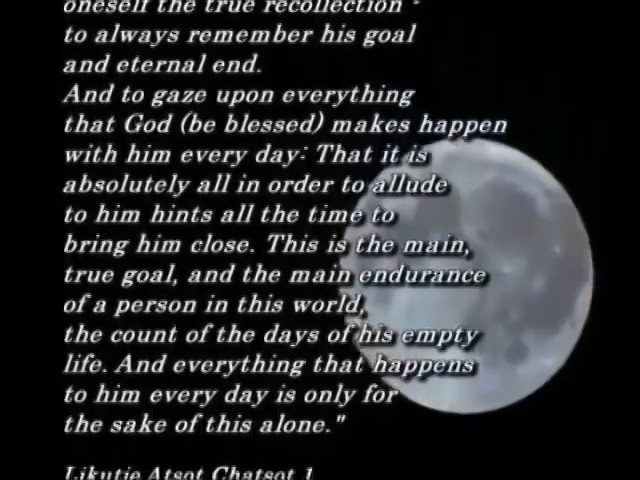 oneself the true recollection -
to always remember his goal
and eternal end.
And to gaze upon everything
that God (be blessed) makes happen
with him every day: That it is
absolutely all in order to allude
to him hints all the time to
bring him close. This is the main,
true goal, and the main endurance
of a person in this world,
the count of the days of his empty
life. And everything that happens
to him every day is only for
the sake of this alone."
Likutie Atsot Chatsot 1